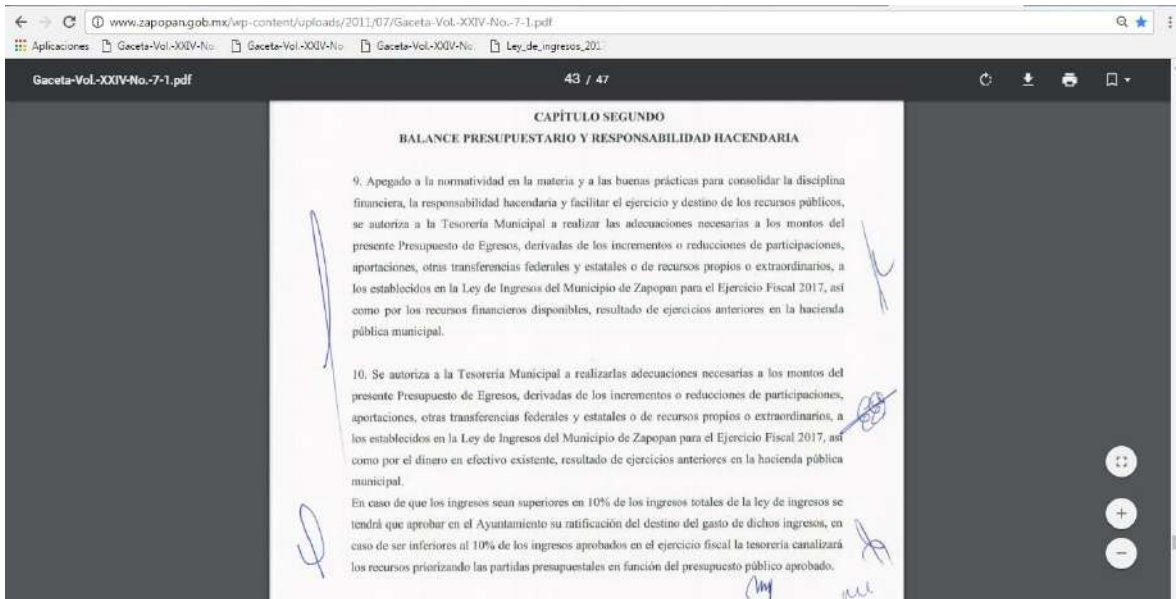 www.zapopan.gob.mx/wp-content/uploads/2011/07/Gaceta-Vol.-XXIV-No.-7-1.pdf
Aplicaciones Gaceta-Vol.-XXIV-No Gaceta-Vol.-XXIV-No Gaceta-Vol.-XXIV-No. Ley_de_ingresos_201
Gaceta-Vol.-XXIV-No.-7-1.pdf 43 / 47
CAPÍTULO SEGUNDO
BALANCE PRESUPUESTARIO Y RESPONSABILIDAD HACENDARIA
9. Apegado a la normatividad en la materia y a las buenas prácticas para consolidar la disciplina
financiera, la responsabilidad hacendaria y facilitar el ejercicio y destino de los recursos públicos,
se autoriza a la Tesorería Municipal a realizar las adecuaciones necesarias a los montos del
presente Presupuesto de Egresos, derivadas de los incrementos o reducciones de participaciones,
aportaciones, otras transferencias federales y estatales o de recursos propios o extraordinarios, a
los establecidos en la Ley de Ingresos del Municipio de Zapopan para el Ejercicio Fiscal 2017, así
como por los recursos financieros disponibles, resultado de ejercicios anteriores en la hacienda
pública municipal.
10. Se autoriza a la Tesorería Municipal a realizarlas adecuaciones necesarias a los montos del
presente Presupuesto de Egresos, derivadas de los incrementos o reducciones de participaciones,
aportaciones, otras transferencias federales y estatales o de recursos propios o extraordinarios, a
los establecidos en la Ley de Ingresos del Municipio de Zapopan para el Ejercicio Fiscal 2017, así
como por el dinero en efectivo existente, resultado de ejercicios anteriores en la hacienda pública
municipal.
En caso de que los ingresos sean superiores en 10% de los ingresos totales de la ley de ingresos se
tendrá que aprobar en el Ayuntamiento su ratificación del destino del gasto de dichos ingresos, en
caso de ser inferiores al 10% de los ingresos aprobados en el ejercicio fiscal la tesorería canalizará
los recursos priorizando las partidas presupuestales en función del presupuesto público aprobado.